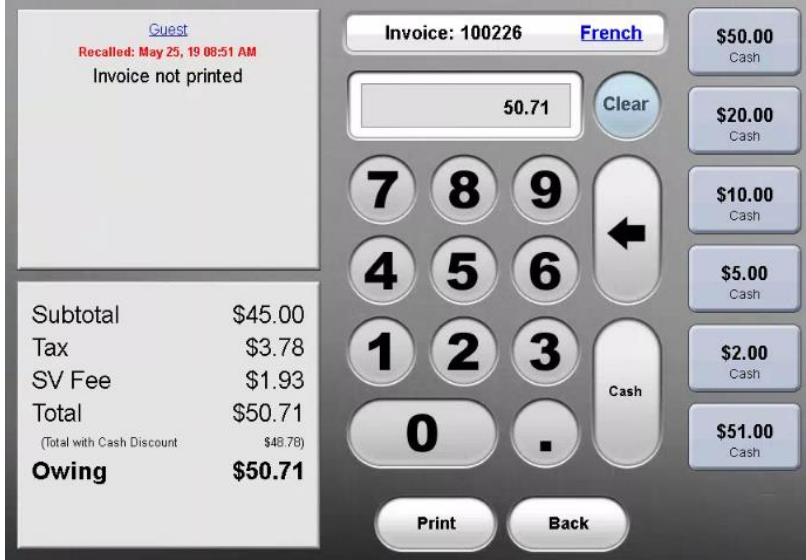 Guest
Recalled: May 25, 19 08:51 AM
Invoice not printed
Subtotal $45.00
Tax $3.78
SV Fee $1.93
Total $50.71
(Total with Cash Discount $48.78)
Owing $50.71
Invoice: 100226 French
50.71 Clear
7 8 9
4 5 6
1 2 3
Cash
0 .
Print Back
$50.00
Cash
$20.00
Cash
$10.00
Cash
$5.00
Cash
$2.00
Cash
$51.00
Cash